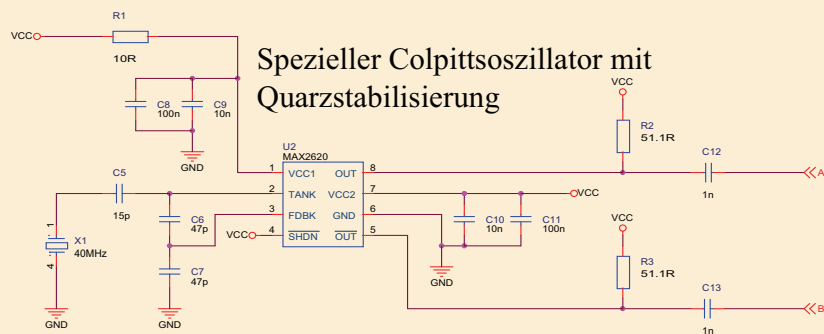 R1
VCC
10R
Spezieller Colpittsoszillator mit
Quarzstabilisierung
C8
100n
C9
10n
GND
VCC
R2
51.1R
U2
MAX2620
C12
1n
A
1
VCC1
OUT
8
2
TANK
VCC2
7
3
FDBK
GND
6
4
SHDN
OUT
5
C5
15p
C6
47p
VCC
C7
47p
VCC
C10
10n
C11
100n
GND
1
X1
40MHz
4
GND
GND
VCC
R3
51.1R
C13
1n
B